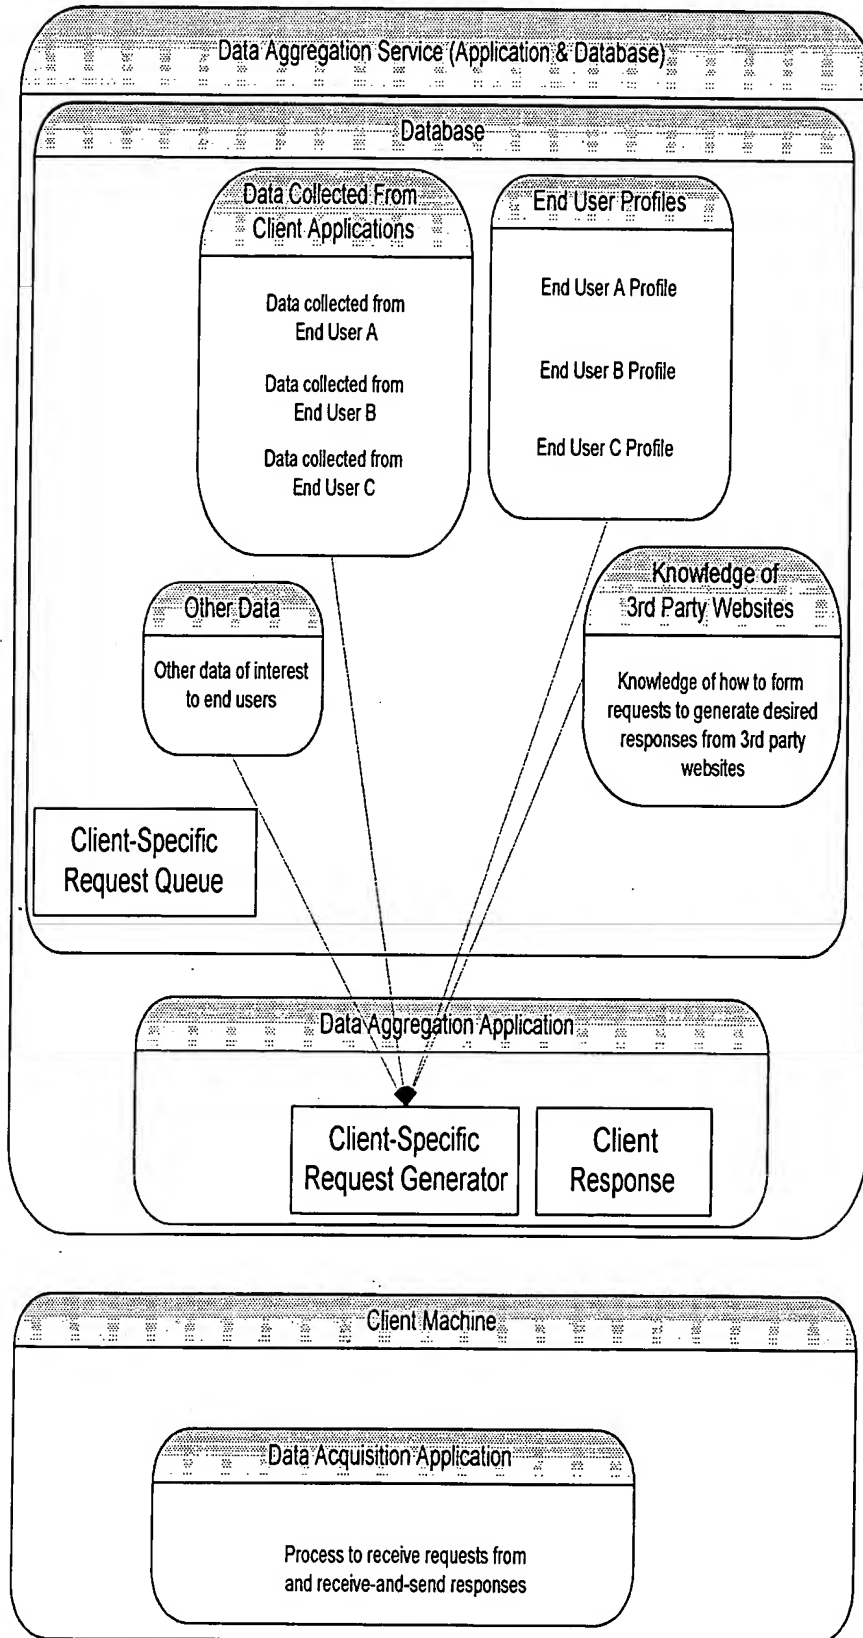 Data Aggregation Service (Application & Database)
Database
Data Collected From
Client Applications
Data collected from
End User A
Data collected from
End User B
Data collected from
End User C
End User Profiles
End User A Profile
End User B Profile
End User C Profile
Other Data
Other data of interest
to end users
Knowledge of
3rd Party Websites
Knowledge of how to form
requests to generate desired
responses from 3rd party
websites
Client-Specific
Request Queue
Data Aggregation Application
Client-Specific
Request Generator
Client
Response
Client Machine
Data Acquisition Application
Process to receive requests from
and receive-and-send responses